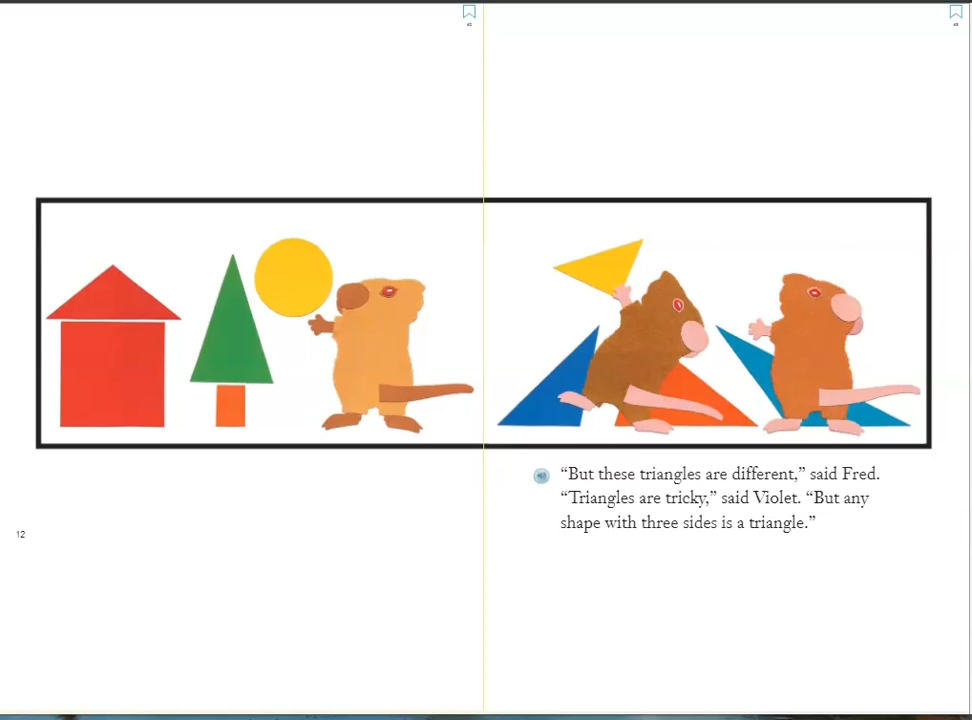 “But these triangles are different,” said Fred.
“Triangles are tricky,” said Violet. “But any
shape with three sides is a triangle.”
12